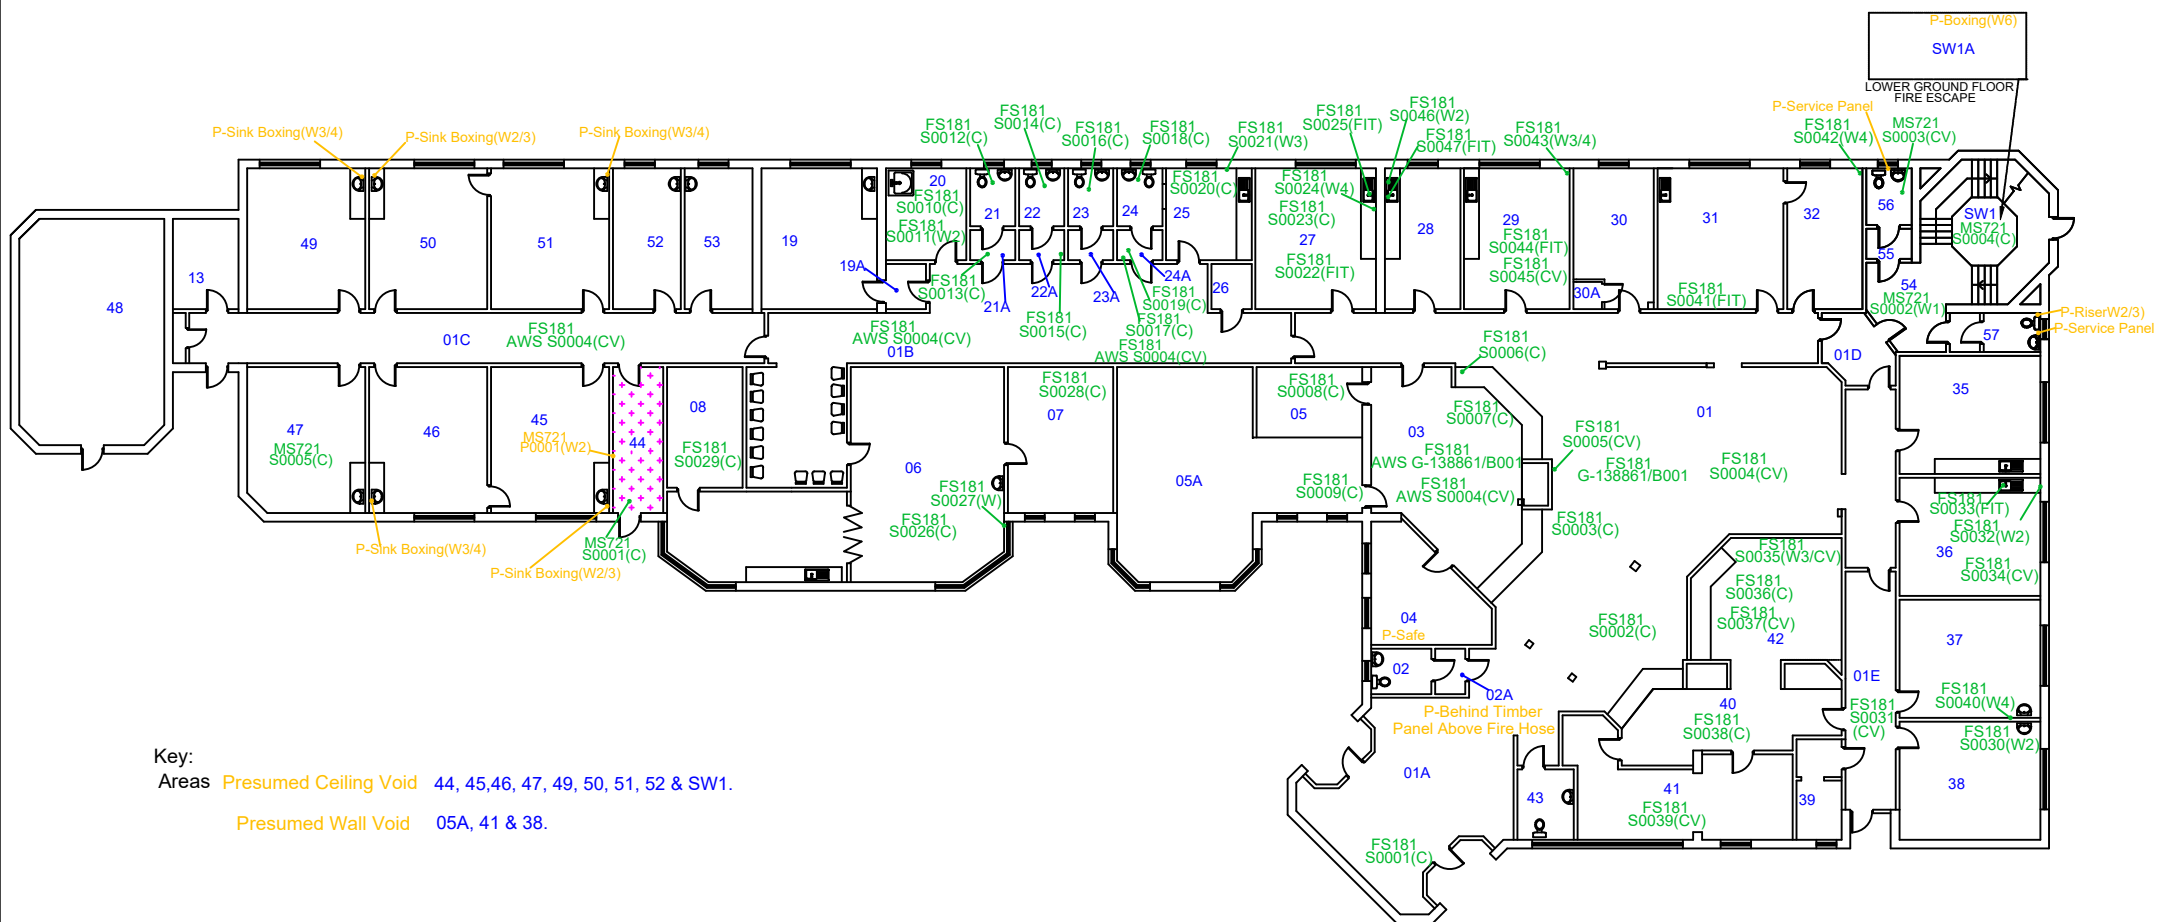 P-Boxing(W6)
SW1A
LOWER GROUND FLOOR
FIRE ESCAPE
P-Sink Boxing(W3/4)
P-Sink Boxing(W2/3)
P-Sink Boxing(W3/4)
FS181
S0012(C)
FS181
S0014(C)
FS181
S0016(C)
FS181
S0018(C)
FS181
S0021(W3)
FS181
S0025(FIT)
FS181
S0046(W2)
FS181
S0047(FIT)
FS181
S0043(W3/4)
P-Service Panel
FS181
S0042(W4)
MS721
S0003(CV)
48
13
49
50
51
52
53
19
19A
20
FS181
S0010(C)
FS181
S0011(W2)
21
22
23
24
25
FS181
S0020(C)
FS181
S0013(C)
21A
22A
FS181
S0015(C)
23A
24A
FS181
S0019(C)
FS181
S0017(C)
26
FS181
S0024(W4)
FS181
S0023(C)
27
FS181
S0022(FIT)
28
29
FS181
S0044(FIT)
FS181
S0045(CV)
30
30A
31
FS181
S0041(FIT)
32
56
55
54
MS721
S0002(W1)
SW1
MS721
S0004(C)
P-RiserW2/3)
P-Service Panel
57
01C
FS181
AWS S0004(CV)
FS181
AWS S0004(CV)
01B
FS181
AWS S0004(CV)
FS181
S0006(C)
01D
47
MS721
S0005(C)
46
45
MS721
P0001(W2)
44
08
FS181
S0029(C)
06
FS181
S0027(W)
FS181
S0026(C)
FS181
S0028(C)
07
05A
FS181
S0008(C)
05
FS181
S0009(C)
FS181
S0007(C)
03
FS181
AWS G-138861/B001
FS181
AWS S0004(CV)
FS181
S0005(CV)
FS181
G-138861/B001
01
FS181
S0004(CV)
FS181
S0003(C)
35
FS181
S0033(FIT)
FS181
S0032(W2)
36
FS181
S0034(CV)
P-Sink Boxing(W3/4)
P-Sink Boxing(W2/3)
MS721
S0001(C)
FS181
S0035(W3/CV)
FS181
S0036(C)
FS181
S0037(CV)
42
FS181
S0002(C)
04
P-Safe
02
02A
P-Behind Timber
Panel Above Fire Hose
37
FS181
S0040(W4)
01E
FS181
S0031
(CV)
40
FS181
S0038(C)
FS181
S0030(W2)
38
01A
43
41
FS181
S0039(CV)
39
FS181
S0001(C)
Key:
Areas Presumed Ceiling Void 44, 45,46, 47, 49, 50, 51, 52 & SW1.
Presumed Wall Void 05A, 41 & 38.